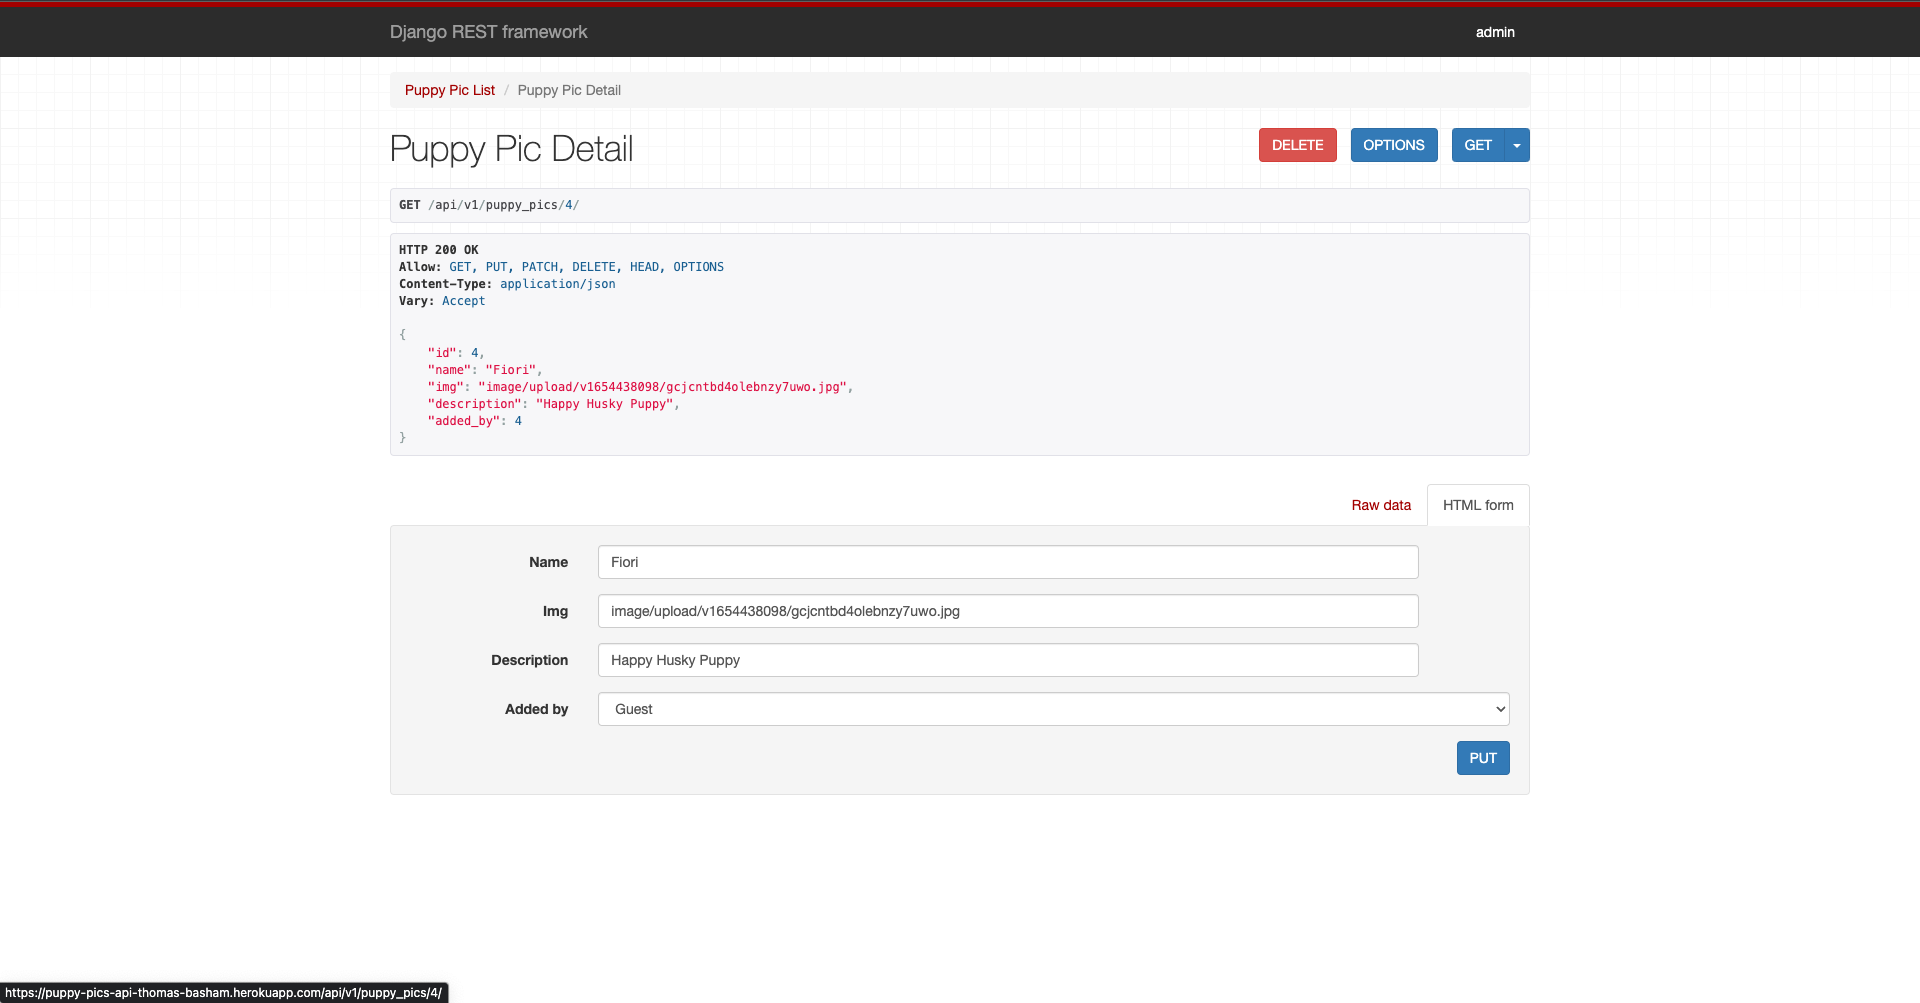 Django REST framework
admin
Puppy Pic List / Puppy Pic Detail
Puppy Pic Detail
DELETE
OPTIONS
GET
GET /api/v1/puppy_pics/4/
HTTP 200 OK
Allow: GET, PUT, PATCH, DELETE, HEAD, OPTIONS
Content-Type: application/json
Vary: Accept
{
    "id": 4,
    "name": "Fiori",
    "img": "image/upload/v1654438098/gcjcntbd4olebnzy7uwo.jpg",
    "description": "Happy Husky Puppy",
    "added_by": 4
}
Raw data
HTML form
Name Fiori
Img image/upload/v1654438098/gcjcntbd4olebnzy7uwo.jpg
Description Happy Husky Puppy
Added by Guest
PUT
https://puppy-pics-api-thomas-basham.herokuapp.com/api/v1/puppy_pics/4/